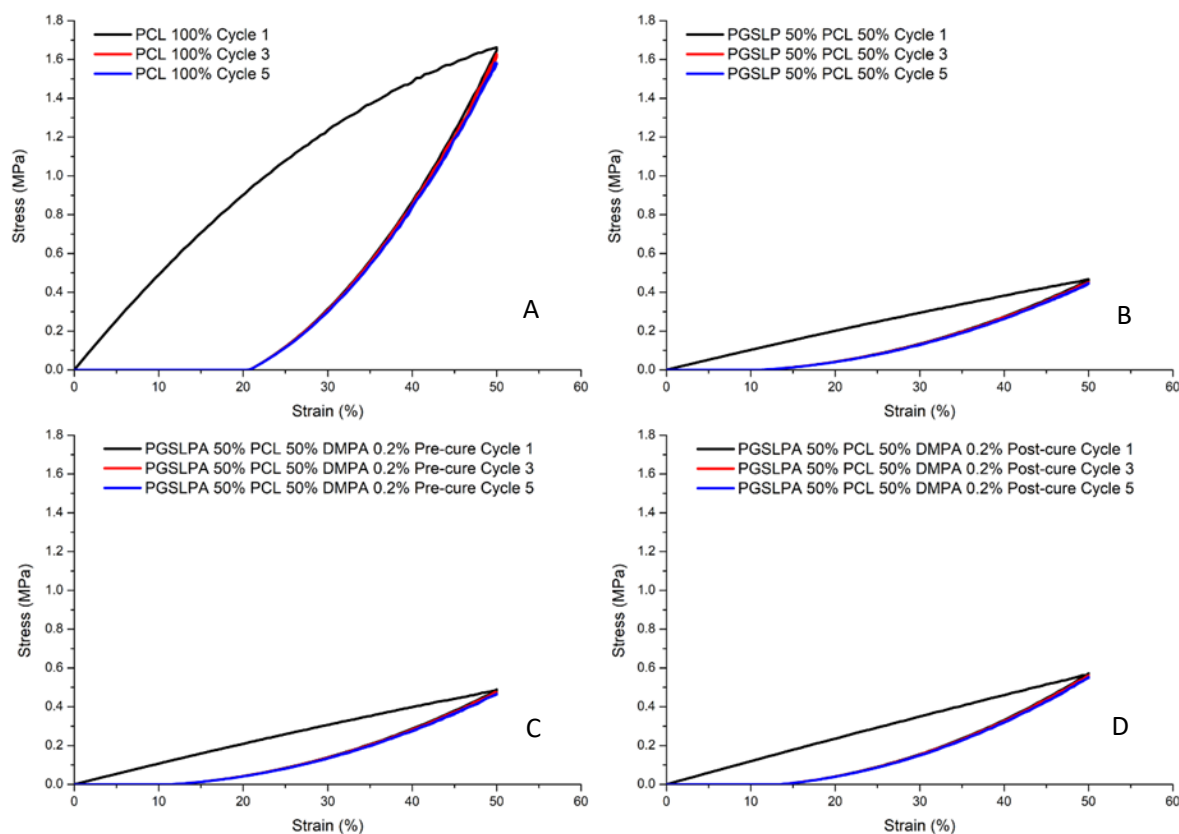 PCL 100% Cycle 1
PCL 100% Cycle 3
PCL 100% Cycle 5
1.8
1.6
1.4
1.2
1.0
0.8
0.6
0.4
0.2
0.0
Stress (MPa)
A
0 10 20 30 40 50 60
Strain (%)
PGSLP 50% PCL 50% Cycle 1
PGSLP 50% PCL 50% Cycle 3
PGSLP 50% PCL 50% Cycle 5
1.8
1.6
1.4
1.2
1.0
0.8
0.6
0.4
0.2
0.0
Stress (MPa)
B
0 10 20 30 40 50 60
Strain (%)
PGSLPA 50% PCL 50% DMPA 0.2% Pre-cure Cycle 1
PGSLPA 50% PCL 50% DMPA 0.2% Pre-cure Cycle 3
PGSLPA 50% PCL 50% DMPA 0.2% Pre-cure Cycle 5
1.8
1.6
1.4
1.2
1.0
0.8
0.6
0.4
0.2
0.0
Stress (MPa)
C
0 10 20 30 40 50 60
Strain (%)
PGSLPA 50% PCL 50% DMPA 0.2% Post-cure Cycle 1
PGSLPA 50% PCL 50% DMPA 0.2% Post-cure Cycle 3
PGSLPA 50% PCL 50% DMPA 0.2% Post-cure Cycle 5
1.8
1.6
1.4
1.2
1.0
0.8
0.6
0.4
0.2
0.0
Stress (MPa)
D
0 10 20 30 40 50 60
Strain (%)